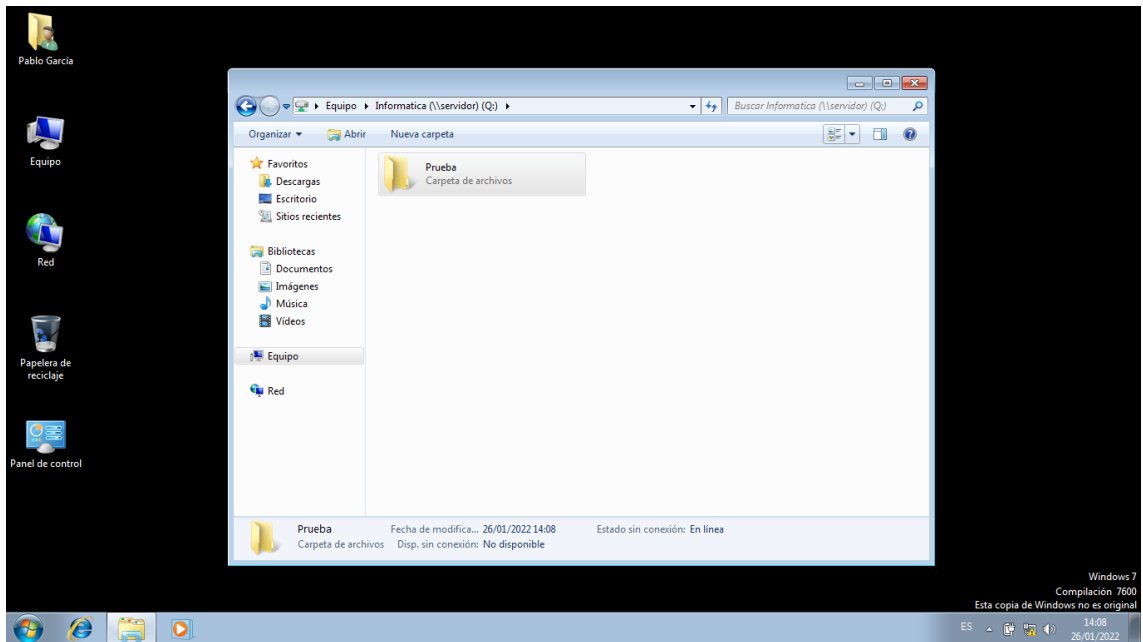 Pablo García
Equipo
Red
Papelera de
reciclaje
Panel de control
Equipo
Informatica (\\servidor) (Q:)
Buscar Informatica (\\servidor) (Q:)
Organizar
Abrir
Nueva carpeta
Favoritos
Descargas
Escritorio
Sitios recientes
Bibliotecas
Documentos
Imágenes
Música
Vídeos
Equipo
Red
Prueba
Carpeta de archivos
Prueba
Fecha de modifica... 26/01/2022 14:08
Estado sin conexión: En línea
Carpeta de archivos
Disp. sin conexión: No disponible
Windows 7
Compilación 7600
Esta copia de Windows no es original
ES
14:08
26/01/2022